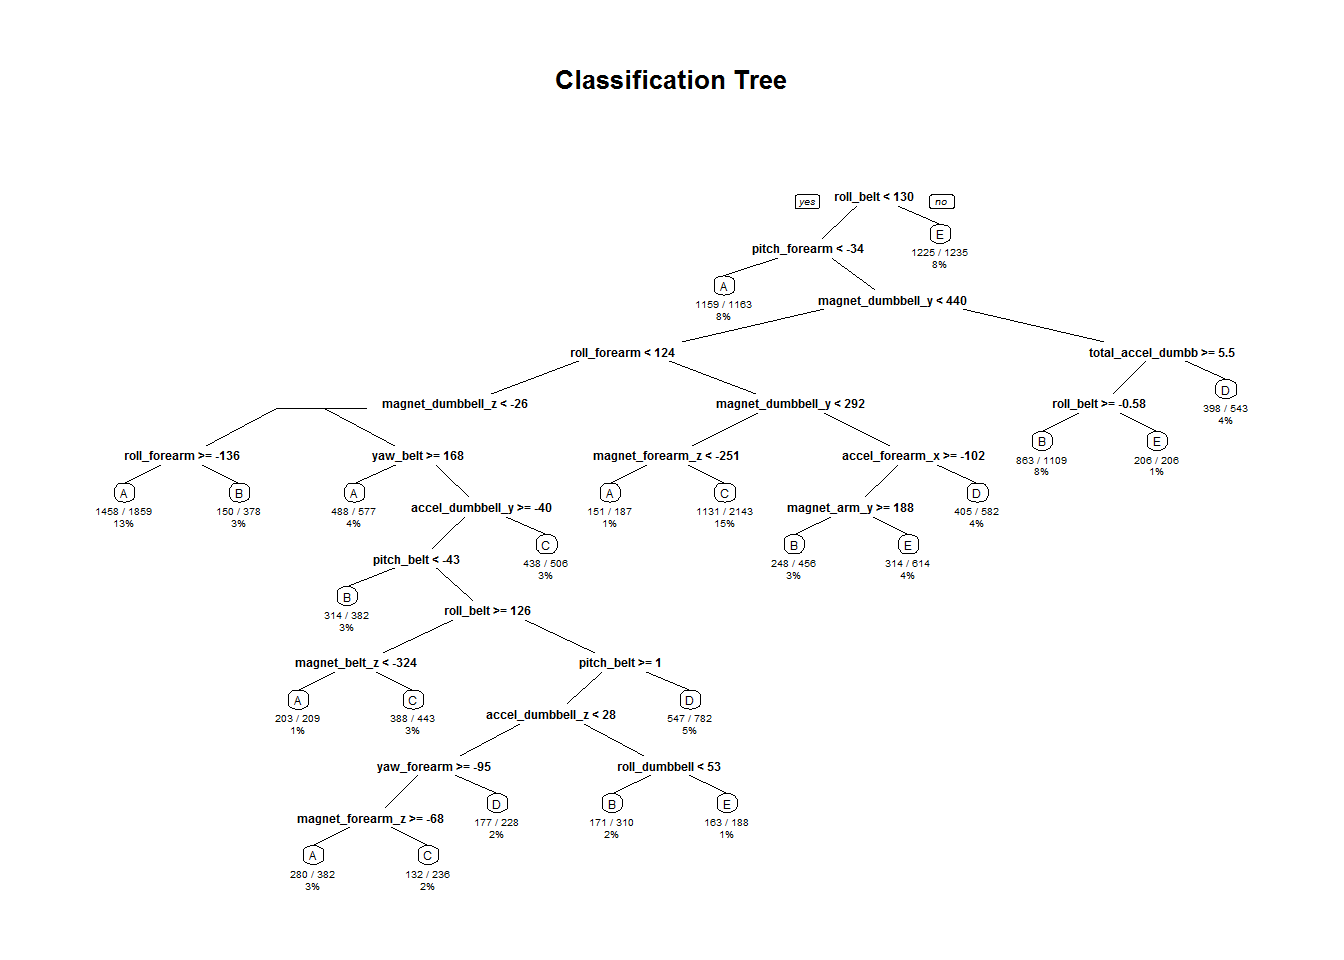 Classification Tree
yes
roll_belt < 130
no
E
1225 / 1235
8%
pitch_forearm < -34
A
1159 / 1163
8%
magnet_dumbbell_y < 440
roll_forearm < 124
total_accel_dumbb >= 5.5
D
398 / 543
4%
magnet_dumbbell_z < -26
magnet_dumbbell_y < 292
roll_belt >= -0.58
B
863 / 1109
8%
E
206 / 206
1%
roll_forearm >= -136
yaw_belt >= 168
magnet_forearm_z < -251
accel_forearm_x >= -102
A
1458 / 1859
13%
B
150 / 378
3%
A
488 / 577
4%
A
151 / 187
1%
C
1131 / 2143
15%
D
405 / 582
4%
accel_dumbbell_y >= -40
magnet_arm_y >= 188
C
438 / 506
3%
B
248 / 456
3%
E
314 / 614
4%
pitch_belt < -43
B
314 / 382
3%
roll_belt >= 126
magnet_belt_z < -324
pitch_belt >= 1
A
203 / 209
1%
C
388 / 443
3%
D
547 / 782
5%
accel_dumbbell_z < 28
yaw_forearm >= -95
roll_dumbbell < 53
D
177 / 228
2%
B
171 / 310
2%
E
163 / 188
1%
magnet_forearm_z >= -68
A
280 / 382
3%
C
132 / 236
2%